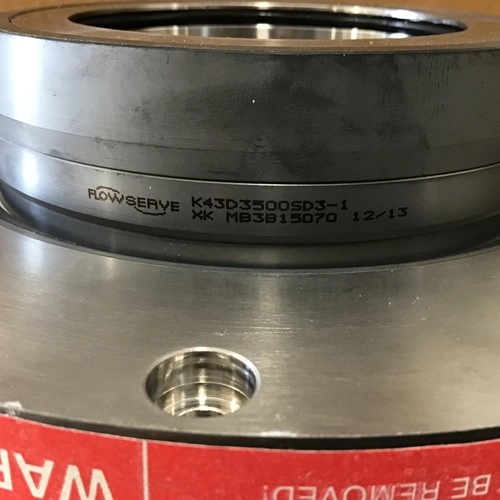 FLOWSERVE K43D3500SD3-1
XK MB3B15070 12/13
WAR
BE REMOVED!